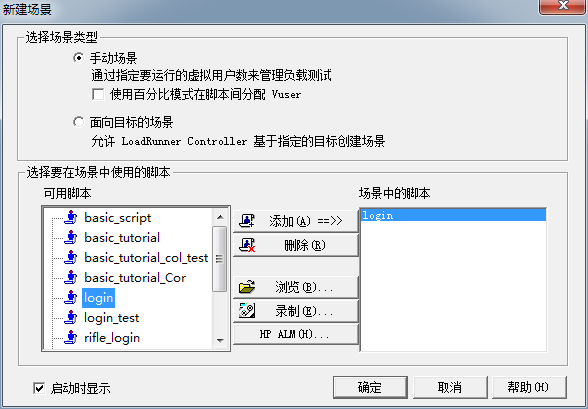 新建场景
选择场景类型
手动场景
通过指定要运行的虚拟用户数来管理负载测试
使用百分比模式在脚本间分配 Vuser
面向目标的场景
允许 LoadRunner Controller 基于指定的目标创建场景
选择要在场景中使用的脚本
可用脚本
场景中的脚本
basic_script
basic_tutorial
basic_tutorial_col_test
basic_tutorial_Cor
login
login_test
rifle_login
添加(A) ==>>
删除(R)
浏览(B)...
录制(E)...
HP ALM(H)...
login
启动时显示
确定
取消
帮助(H)